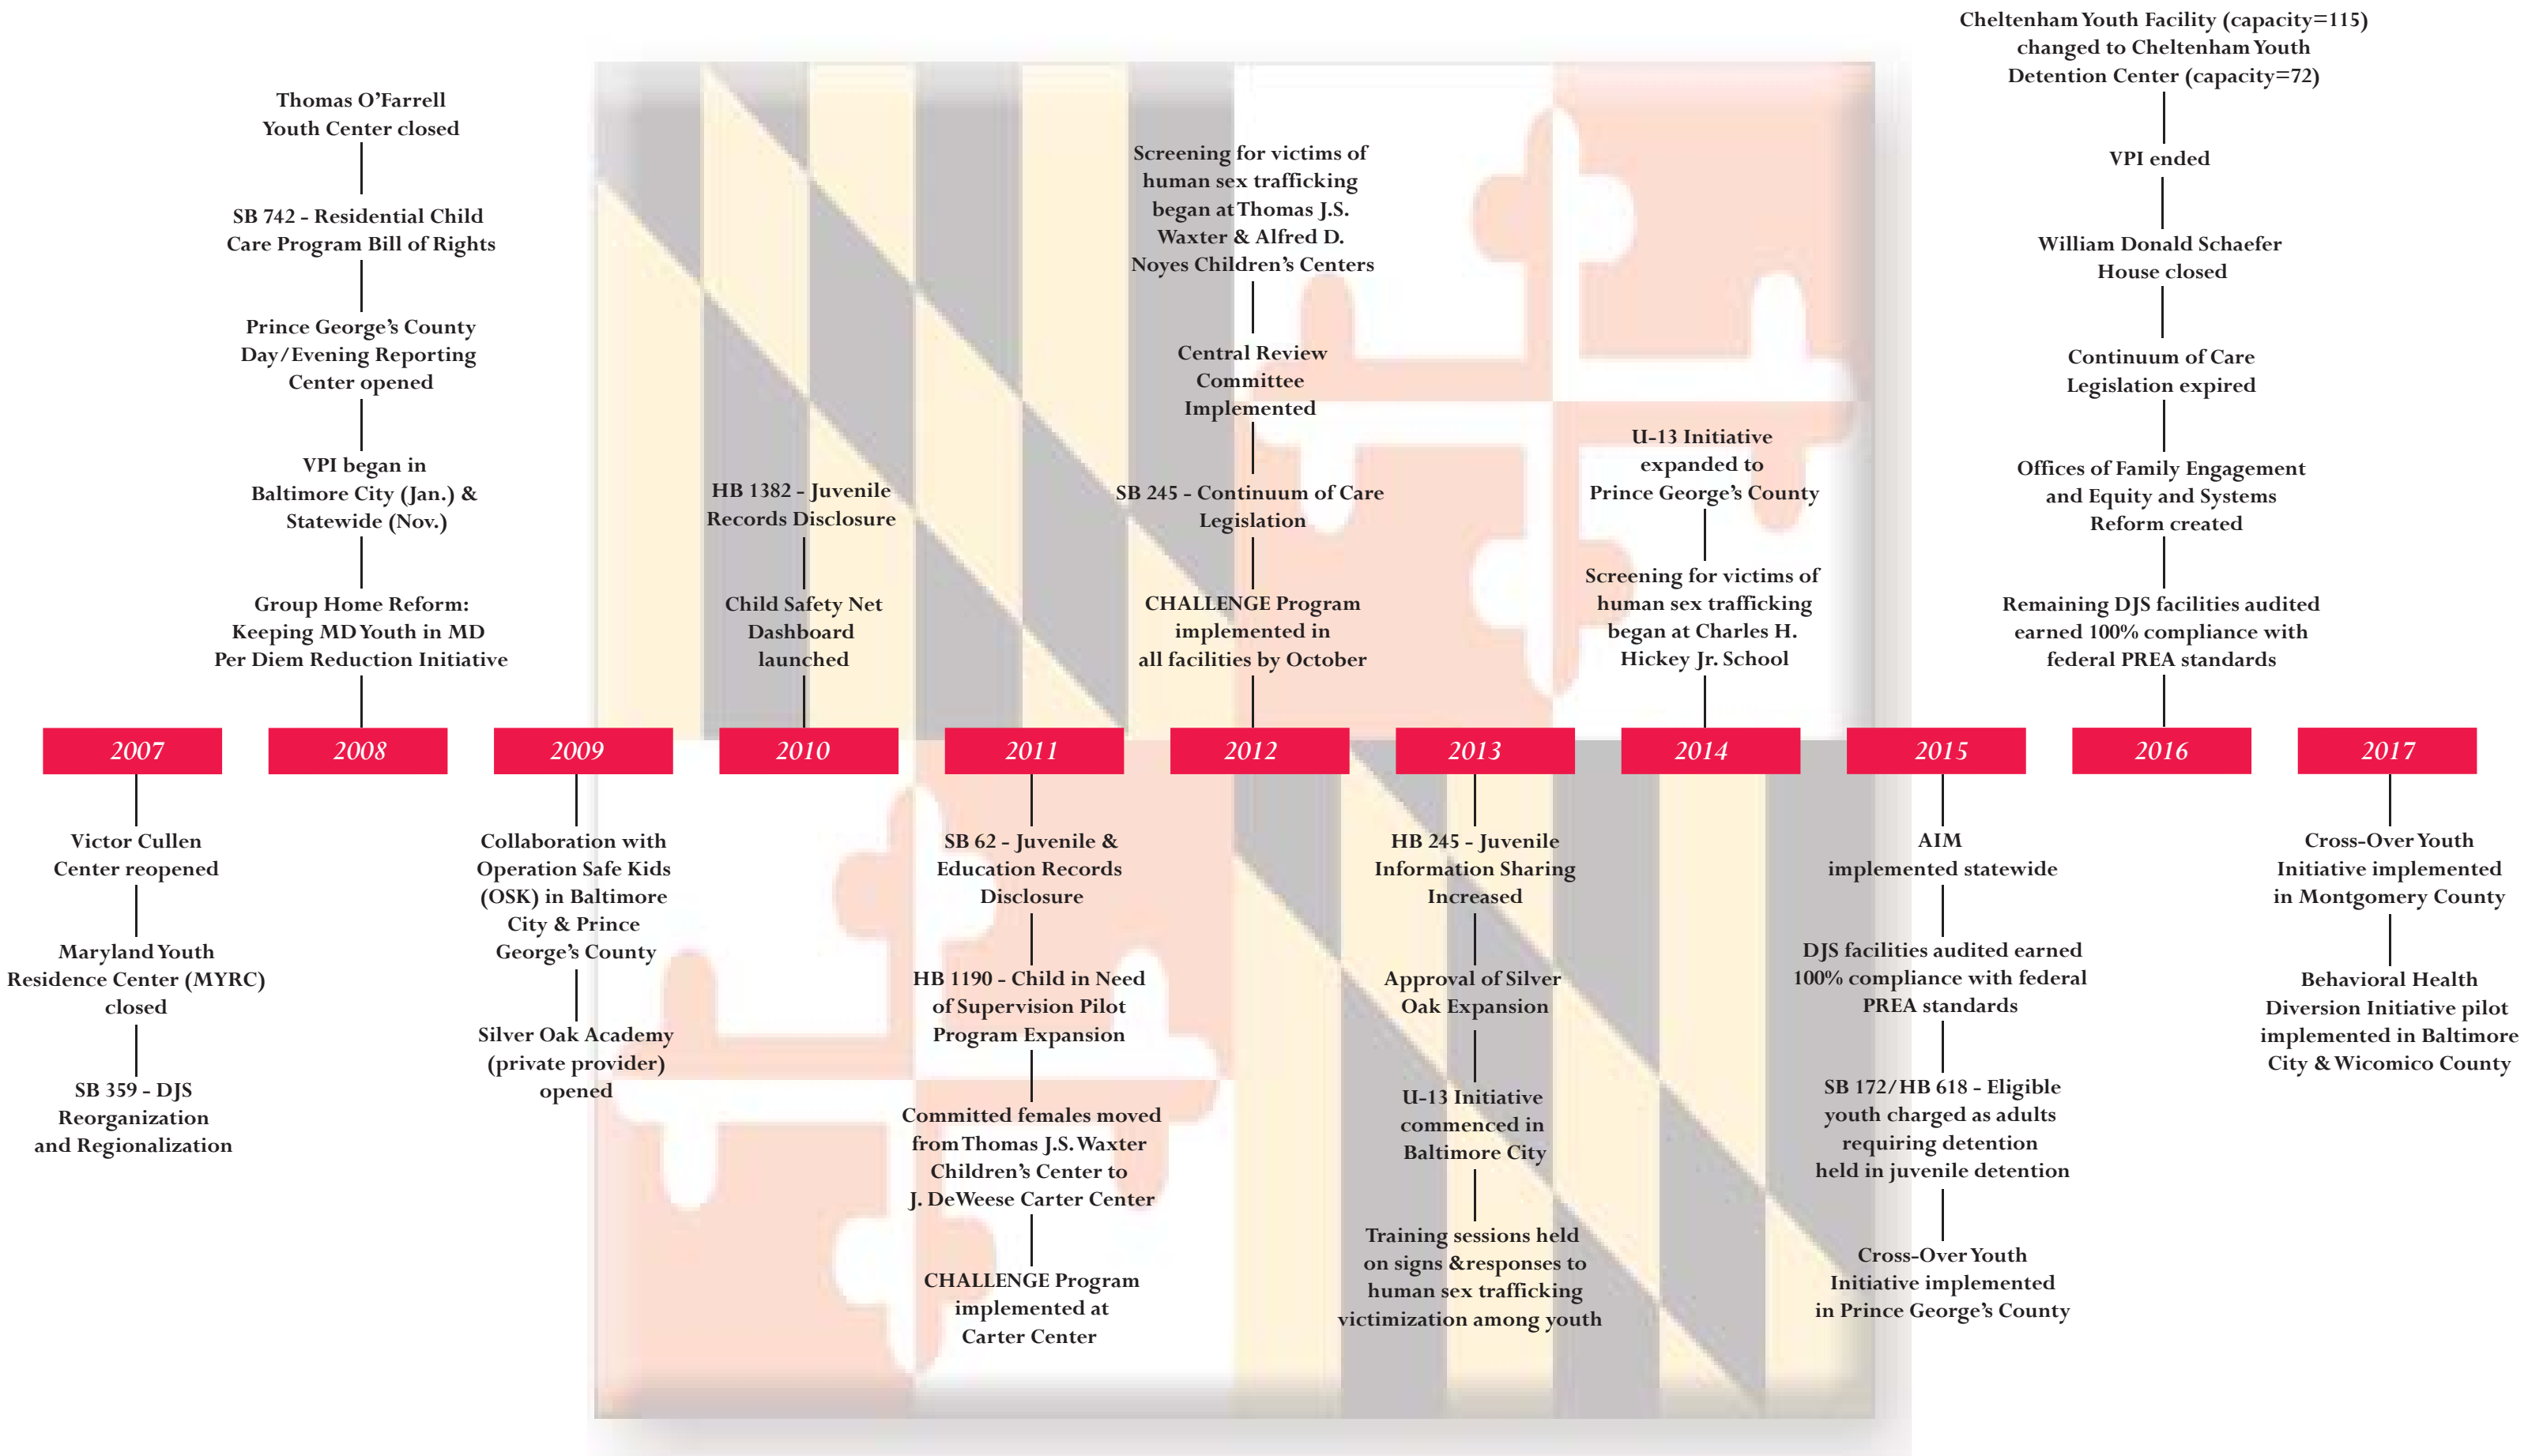 Thomas O’Farrell
Youth Center closed
SB 742 - Residential Child
Care Program Bill of Rights
Prince George’s County
Day/Evening Reporting
Center opened
VPI began in
Baltimore City (Jan.) &
Statewide (Nov.)
Group Home Reform:
Keeping MD Youth in MD
Per Diem Reduction Initiative
HB 1382 - Juvenile
Records Disclosure
Child Safety Net
Dashboard
launched
Screening for victims of
human sex trafficking
began at Thomas J.S.
Waxter & Alfred D.
Noyes Children’s Centers
Central Review
Committee
Implemented
SB 245 - Continuum of Care
Legislation
CHALLENGE Program
implemented in
all facilities by October
U-13 Initiative
expanded to
Prince George’s County
Screening for victims of
human sex trafficking
began at Charles H.
Hickey Jr. School
Cheltenham Youth Facility (capacity=115)
changed to Cheltenham Youth
Detention Center (capacity=72)
VPI ended
William Donald Schaefer
House closed
Continuum of Care
Legislation expired
Offices of Family Engagement
and Equity and Systems
Reform created
Remaining DJS facilities audited
earned 100% compliance with
federal PREA standards
2007
2008
2009
2010
2011
2012
2013
2014
2015
2016
2017
Victor Cullen
Center reopened
Maryland Youth
Residence Center (MYRC)
closed
SB 359 - DJS
Reorganization
and Regionalization
Collaboration with
Operation Safe Kids
(OSK) in Baltimore
City & Prince
George’s County
Silver Oak Academy
(private provider)
opened
SB 62 - Juvenile &
Education Records
Disclosure
HB 1190 - Child in Need
of Supervision Pilot
Program Expansion
Committed females moved
from Thomas J.S. Waxter
Children’s Center to
J. DeWeese Carter Center
CHALLENGE Program
implemented at
Carter Center
HB 245 - Juvenile
Information Sharing
Increased
Approval of Silver
Oak Expansion
U-13 Initiative
commenced in
Baltimore City
Training sessions held
on signs &responses to
human sex trafficking
victimization among youth
AIM
implemented statewide
DJS facilities audited earned
100% compliance with federal
PREA standards
SB 172/HB 618 - Eligible
youth charged as adults
requiring detention
held in juvenile detention
Cross-Over Youth
Initiative implemented
in Prince George’s County
Cross-Over Youth
Initiative implemented
in Montgomery County
Behavioral Health
Diversion Initiative pilot
implemented in Baltimore
City & Wicomico County